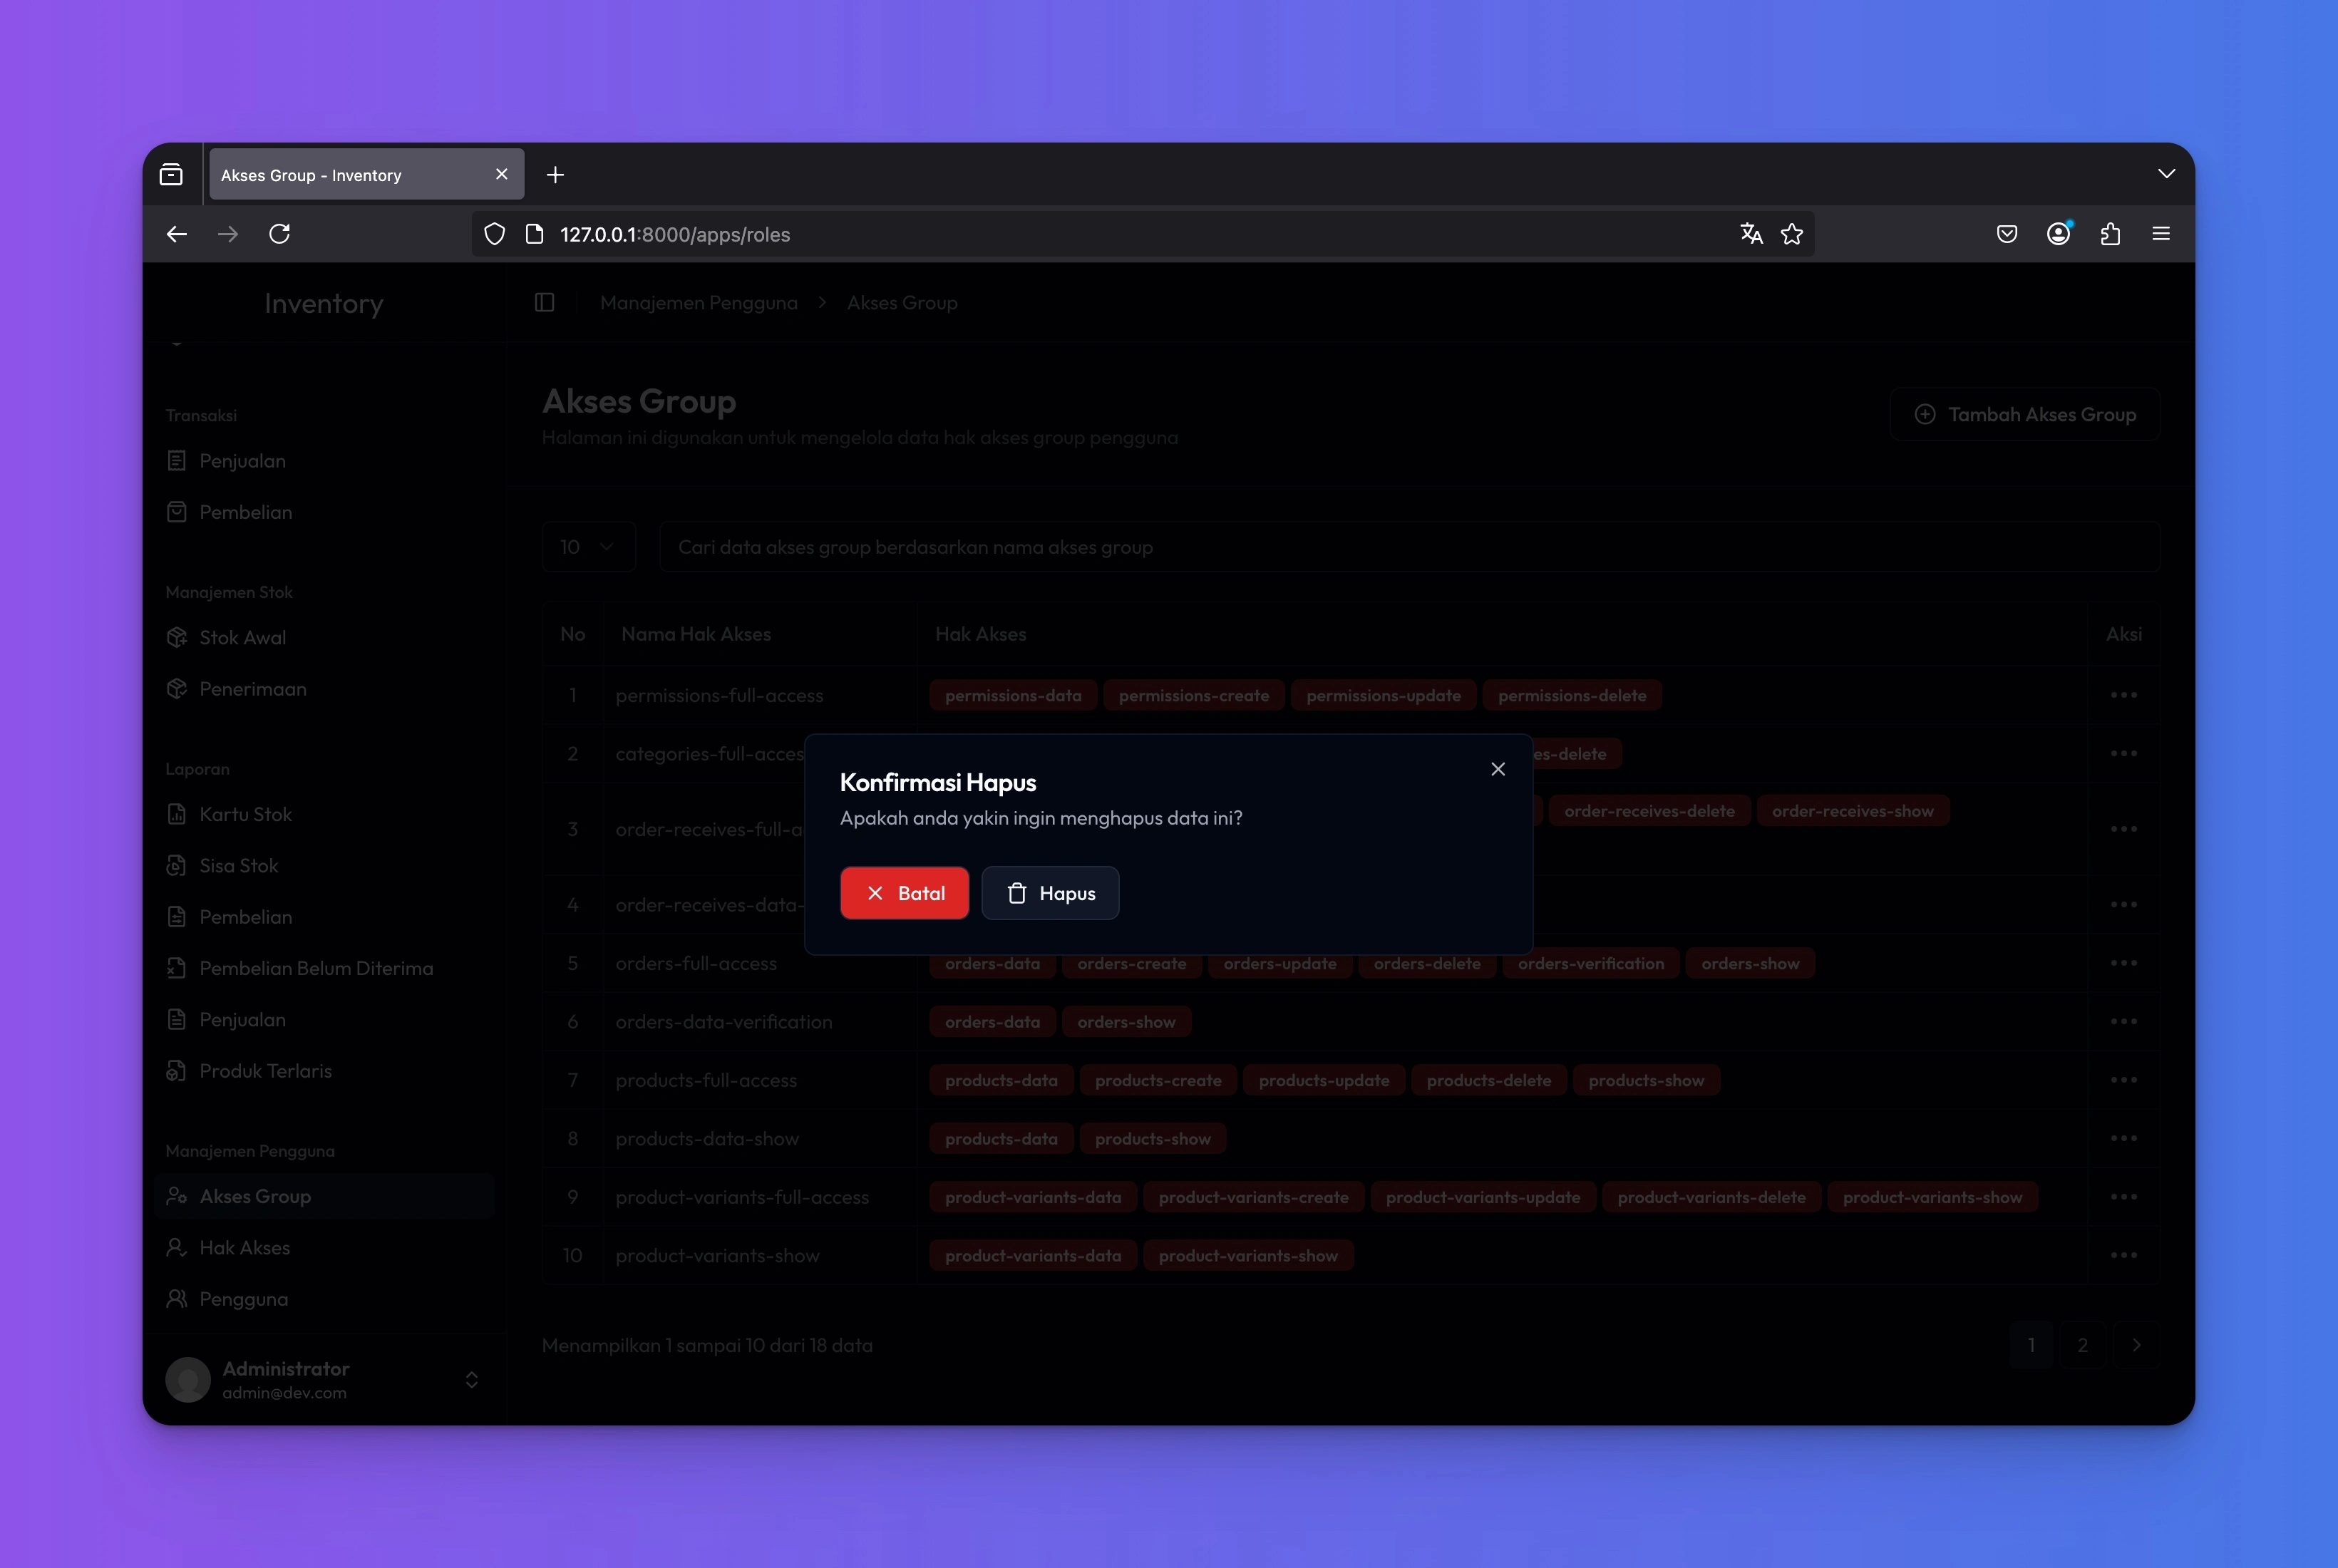 Akses Group - Inventory
127.0.0.1:8000/apps/roles
Inventory
Manajemen Pengguna > Akses Group
Transaksi
Penjualan
Pembelian
Manajemen Stok
Stok Awal
Penerimaan
Laporan
Kartu Stok
Sisa Stok
Pembelian
Pembelian Belum Diterima
Penjualan
Produk Terlaris
Manajemen Pengguna
Akses Group
Hak Akses
Pengguna
Administrator
admin@dev.com
Akses Group
Halaman ini digunakan untuk mengelola data hak akses group pengguna
Tambah Akses Group
10 Cari data akses group berdasarkan nama akses group
No Nama Hak Akses Hak Akses Aksi
1 permissions-full-access permissions-data permissions-create permissions-update permissions-delete
2 categories-full-acces es-delete
3 order-receives-full-a order-receives-delete order-receives-show
4 order-receives-data-
5 orders-full-access orders-data orders-create orders-update orders-delete orders-verification orders-show
6 orders-data-verification orders-data orders-show
7 products-full-access products-data products-create products-update products-delete products-show
8 products-data-show products-data products-show
9 product-variants-full-access product-variants-data product-variants-create product-variants-update product-variants-delete product-variants-show
10 product-variants-show product-variants-data product-variants-show
Menampilkan 1 sampai 10 dari 18 data
1 2
Konfirmasi Hapus
Apakah anda yakin ingin menghapus data ini?
Batal Hapus